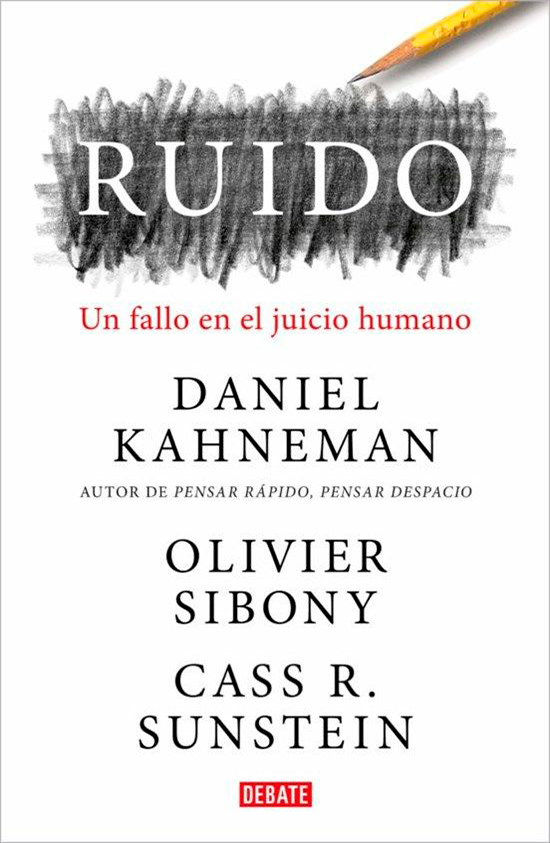 RUIDO
Un fallo en el juicio humano
DANIEL
KAHNEMAN
AUTOR DE PENSAR RÁPIDO, PENSAR DESPACIO
OLIVIER
SIBONY
CASS R.
SUNSTEIN
DEBATE